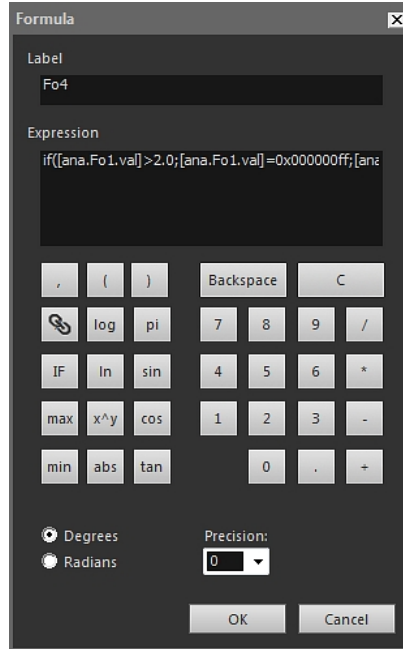 Formula
Label
Fo4
Expression
if([ana.Fo1.val]>2.0;[ana.Fo1.val]=0x000000ff;[ana
, ( ) Backspace C
log pi 7 8 9 /
IF ln sin 4 5 6 *
max x^y cos 1 2 3 -
min abs tan 0 . +
Degrees Precision:
Radians 0
OK Cancel